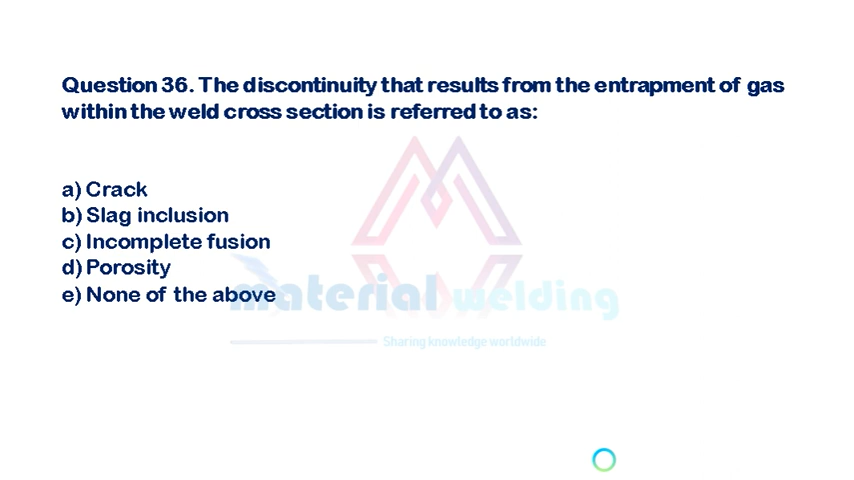 Question 36. The discontinuity that results from the entrapment of gas
within the weld cross section is referred to as:
a) Crack
b) Slag inclusion
c) Incomplete fusion
d) Porosity
e) None of the above
material welding
Sharing knowledge worldwide